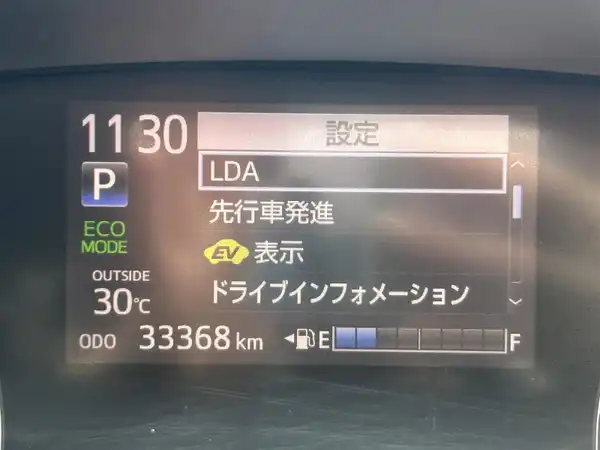 11 30
設定
P
LDA
先行車発進
ECO
MODE
EV 表示
OUTSIDE
30℃
ドライブインフォメーション
ODO 33368 km
E F